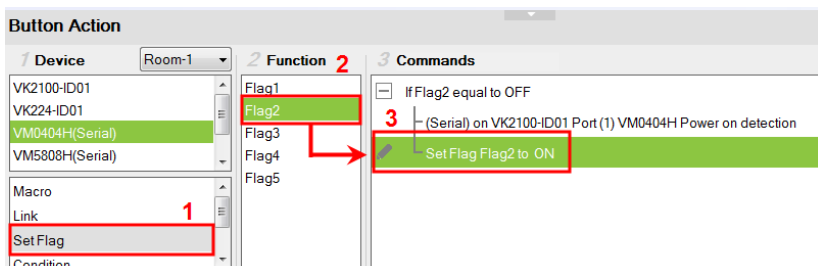 Button Action
1 Device
Room-1
VK2100-ID01
VK224-ID01
VM0404H(Serial)
VM5808H(Serial)
Macro
Link
1
Set Flag
Condition
2 Function
2
Flag1
Flag2
Flag3
Flag4
Flag5
3 Commands
If Flag2 equal to OFF
3
(Serial) on VK2100-ID01 Port (1) VM0404H Power on detection
Set Flag Flag2 to ON